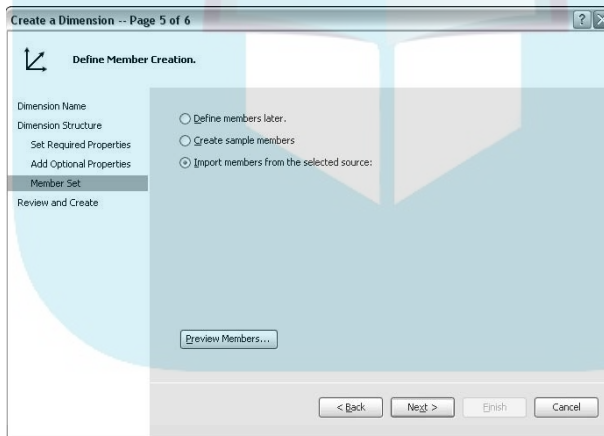 Create a Dimension -- Page 5 of 6
Define Member Creation.
Dimension Name
Dimension Structure
Set Required Properties
Add Optional Properties
Member Set
Review and Create
Define members later.
Create sample members
Import members from the selected source:
Preview Members...
< Back
Next >
Finish
Cancel